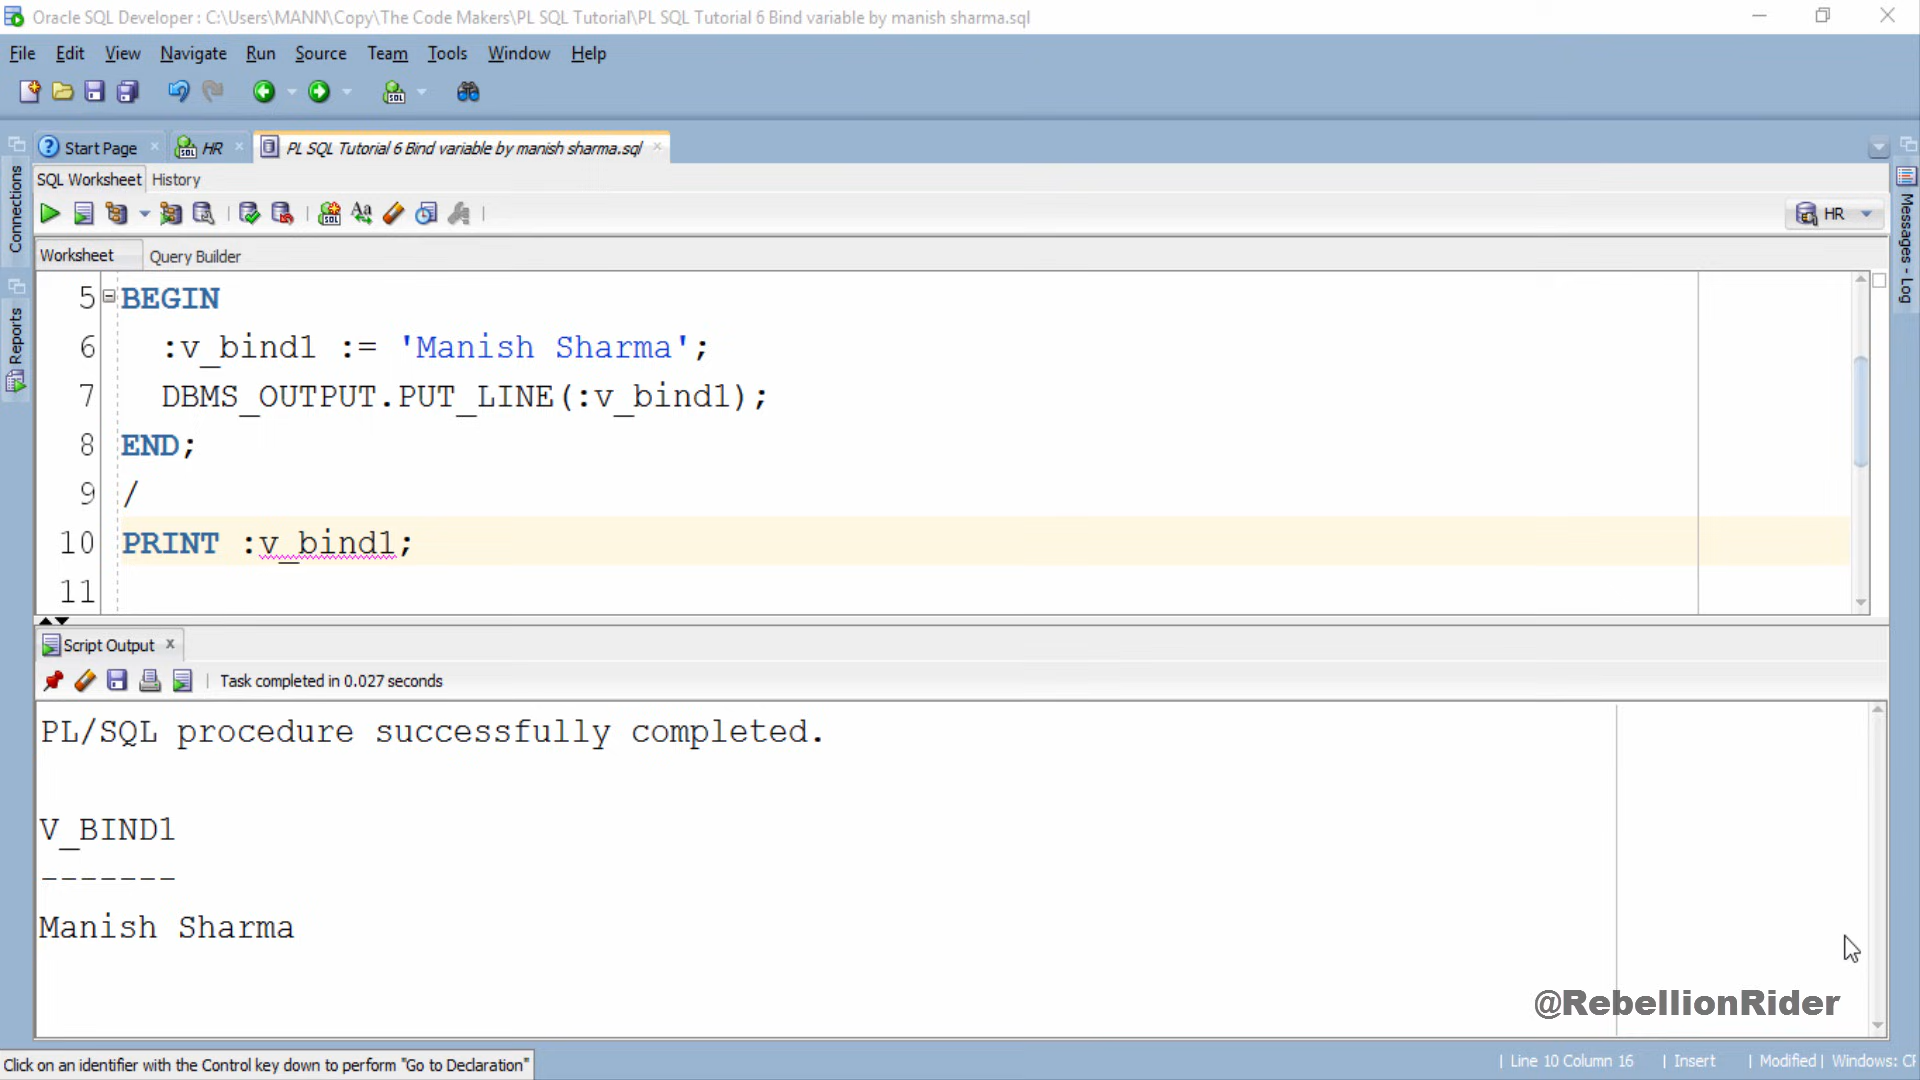 Oracle SQL Developer : C:\Users\MANN\Copy\The Code Makers\PL SQL Tutorial\PL SQL Tutorial 6 Bind variable by manish sharma.sql
File Edit View Navigate Run Source Team Tools Window Help
Start Page HR PL SQL Tutorial 6 Bind variable by manish sharma.sql
SQL Worksheet History
HR
Worksheet Query Builder
Connections
Reports
Messages - Log
5 BEGIN
6 :v_bind1 := 'Manish Sharma';
7 DBMS_OUTPUT.PUT_LINE(:v_bind1);
8 END;
9 /
10 PRINT :v_bind1;
11
Script Output x
Task completed in 0.027 seconds
PL/SQL procedure successfully completed.
V_BIND1
-------
Manish Sharma
@RebellionRider
Click on an identifier with the Control key down to perform "Go to Declaration"
| Line 10 Column 16 | Insert | Modified | Windows: CF